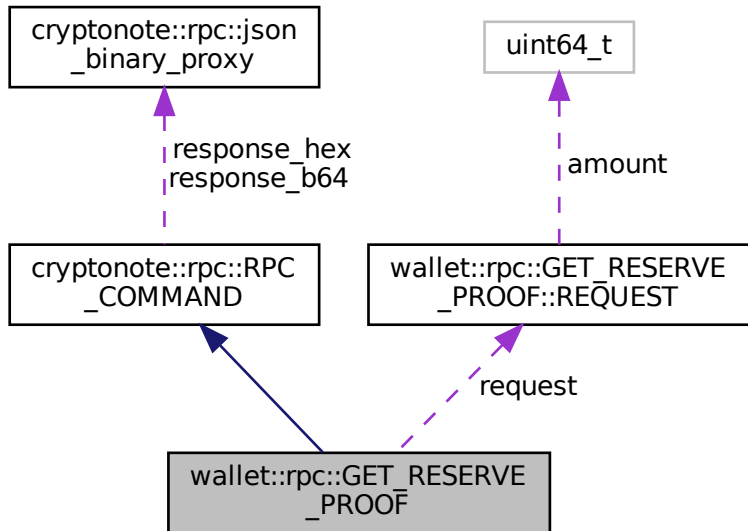 cryptonote::rpc::json
_binary_proxy
uint64_t
response_hex
response_b64
amount
cryptonote::rpc::RPC
_COMMAND
wallet::rpc::GET_RESERVE
_PROOF::REQUEST
request
wallet::rpc::GET_RESERVE
_PROOF